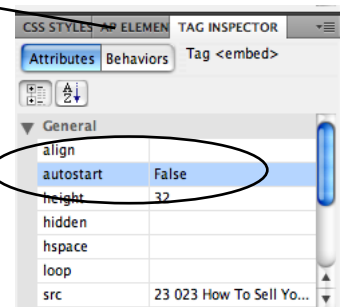 CSS STYLES AP ELEMEN TAG INSPECTOR
Attributes Behaviors Tag <embed>
General
align
autostart False
height 32
hidden
hspace
loop
src 23 023 How To Sell Yo...